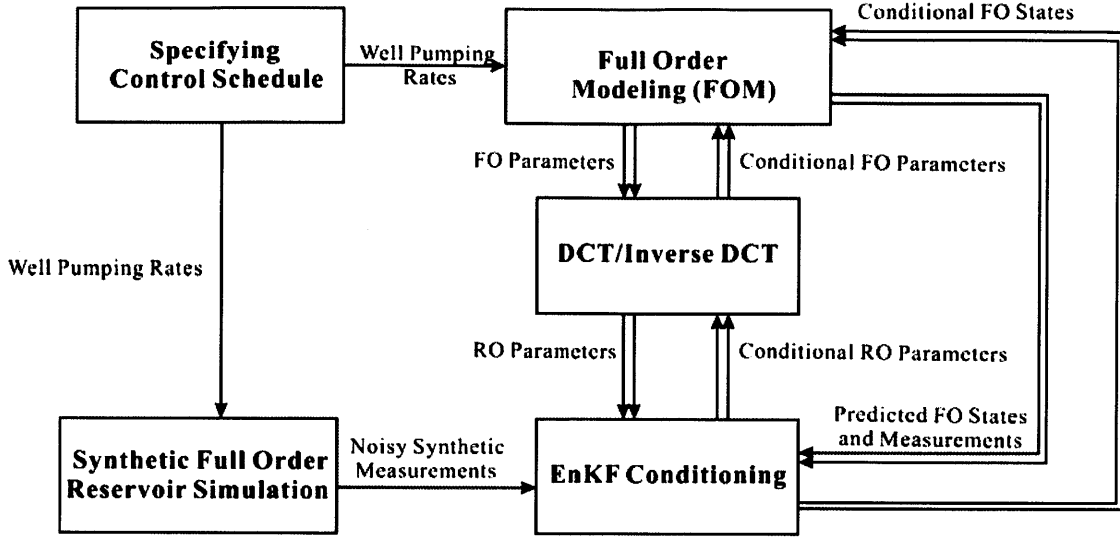 Conditional FO States
Specifying
Control Schedule
Well Pumping
Rates
Full Order
Modeling (FOM)
FO Parameters
Conditional FO Parameters
DCT/Inverse DCT
Well Pumping Rates
RO Parameters
Conditional RO Parameters
Predicted FO States
and Measurements
Synthetic Full Order
Reservoir Simulation
Noisy Synthetic
Measurements
EnKF Conditioning